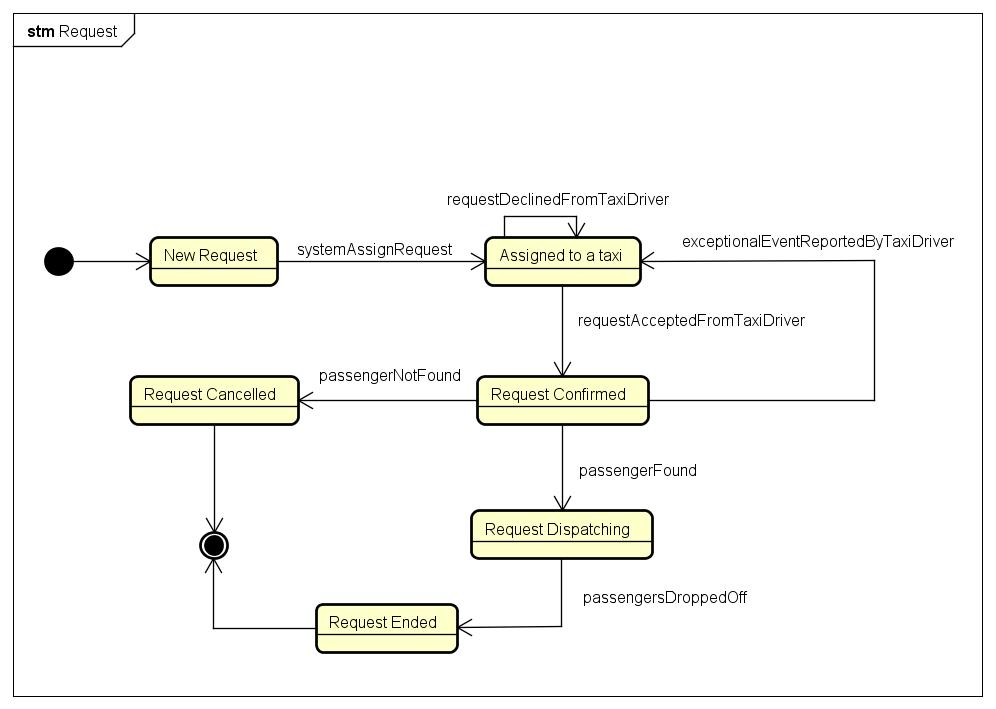 stm Request
requestDeclinedFromTaxiDriver
exceptionalEventReportedByTaxiDriver
New Request
systemAssignRequest
Assigned to a taxi
requestAcceptedFromTaxiDriver
Request Cancelled
passengerNotFound
Request Confirmed
passengerFound
Request Dispatching
passengersDroppedOff
Request Ended